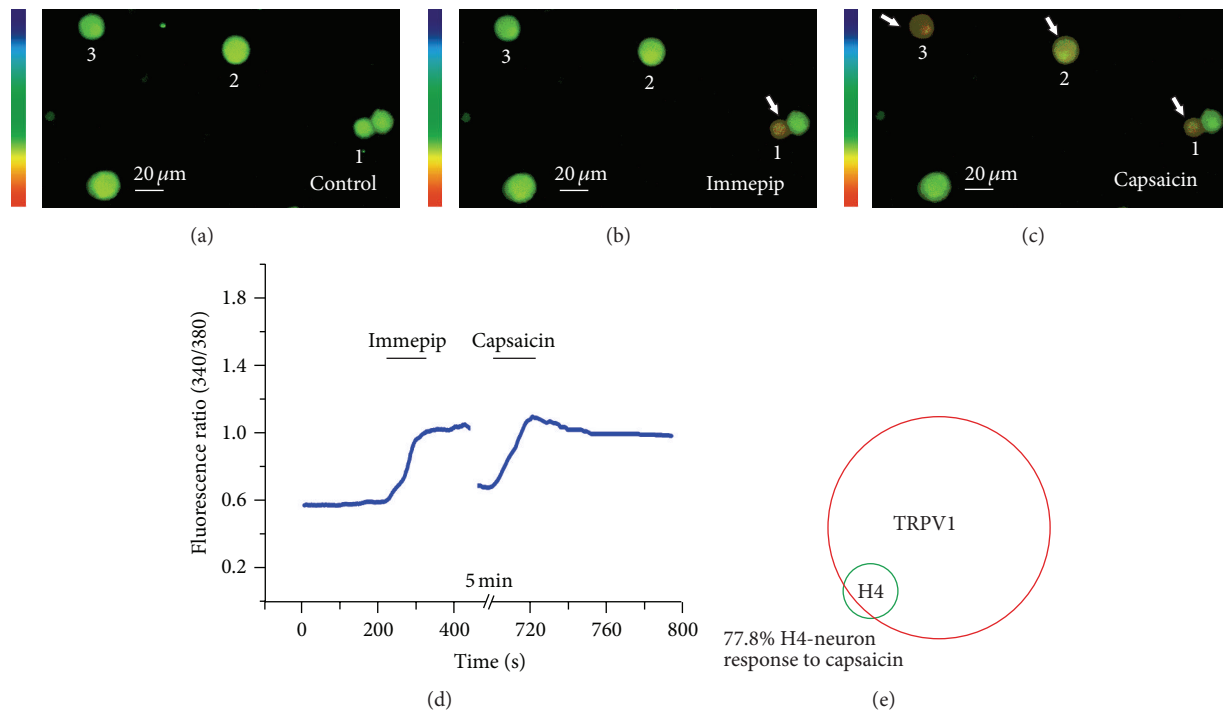 3
2
1
20 μm
Control
(a)
3
2
1
20 μm
Immepip
(b)
3
2
1
20 μm
Capsaicin
(c)
Fluorescence ratio (340/380)
1.8
1.4
1.0
0.6
0.2
Immepip
Capsaicin
5 min
0
200
400
720
760
800
Time (s)
(d)
TRPV1
H4
77.8% H4-neuron
response to capsaicin
(e)